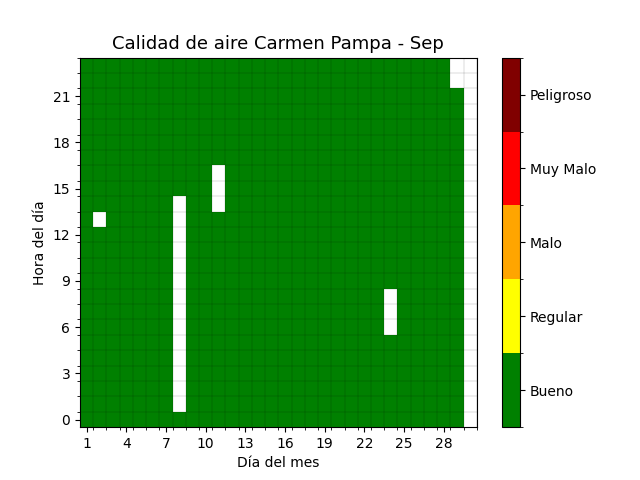 Calidad de aire Carmen Pampa - Sep
Hora del día
21
18
15
12
9
6
3
0
1 4 7 10 13 16 19 22 25 28
Día del mes
Peligroso
Muy Malo
Malo
Regular
Bueno